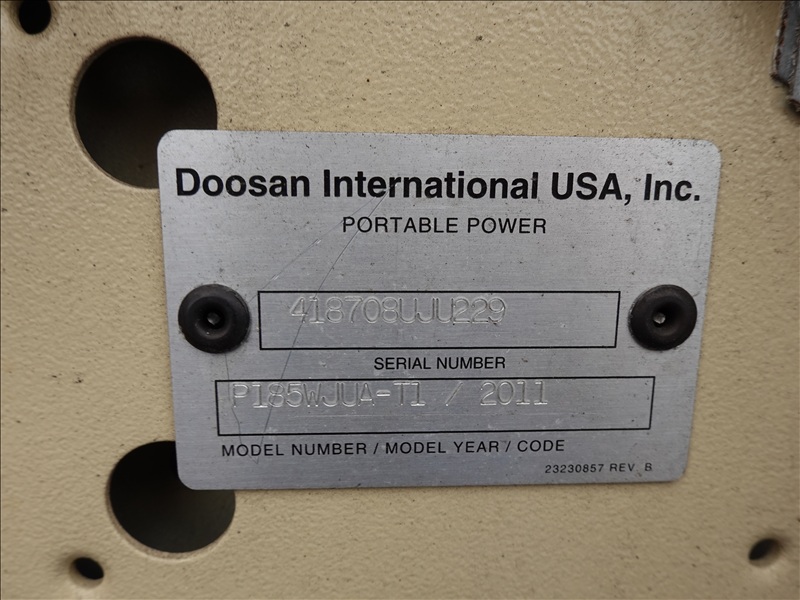 Doosan International USA, Inc.
PORTABLE POWER
418708UJU229
SERIAL NUMBER
P185WJUA-T1 / 2011
MODEL NUMBER / MODEL YEAR / CODE
23230857 REV B